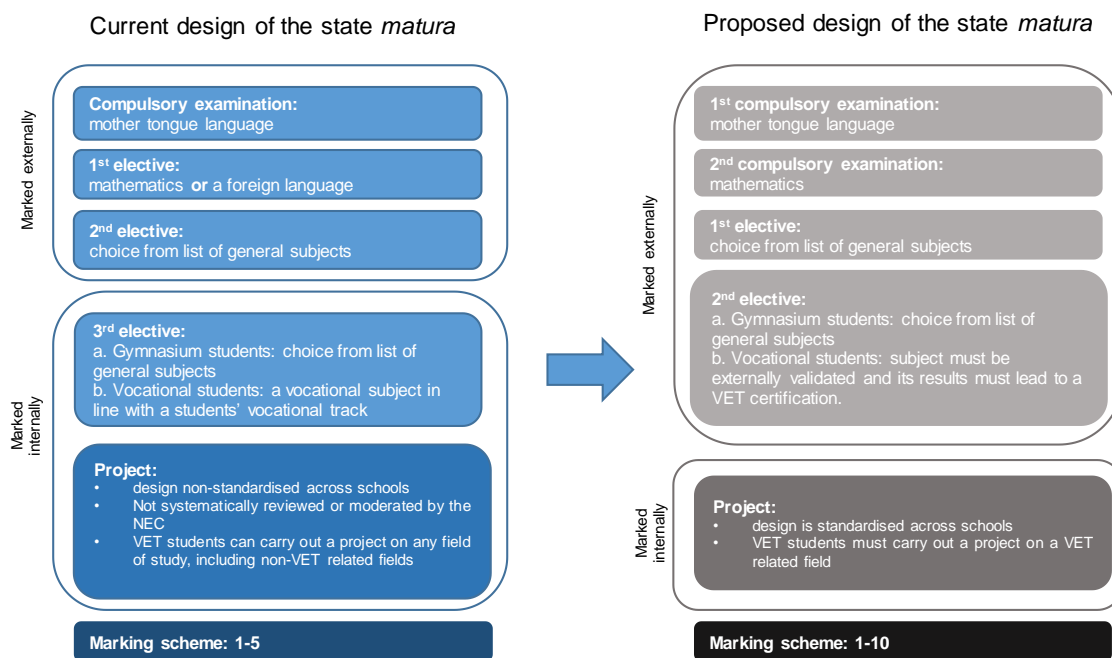 Current design of the state matura
Marked externally
Compulsory examination:
mother tongue language
1st elective:
mathematics or a foreign language
2nd elective:
choice from list of general subjects
Marked
internally
3rd elective:
a. Gymnasium students: choice from list of
general subjects
b. Vocational students: a vocational subject in
line with a students’ vocational track
Project:
• design non-standardised across schools
• Not systematically reviewed or moderated by the
NEC
• VET students can carry out a project on any field
of study, including non-VET related fields
Marking scheme: 1-5
Proposed design of the state matura
Marked externally
1st compulsory examination:
mother tongue language
2nd compulsory examination:
mathematics
1st elective:
choice from list of general subjects
2nd elective:
a. Gymnasium students: choice from list of
general subjects
b. Vocational students: subject must be
externally validated and its results must lead to a
VET certification.
Marked
internally
Project:
• design is standardised across schools
• VET students must carry out a project on a VET
related field
Marking scheme: 1-10